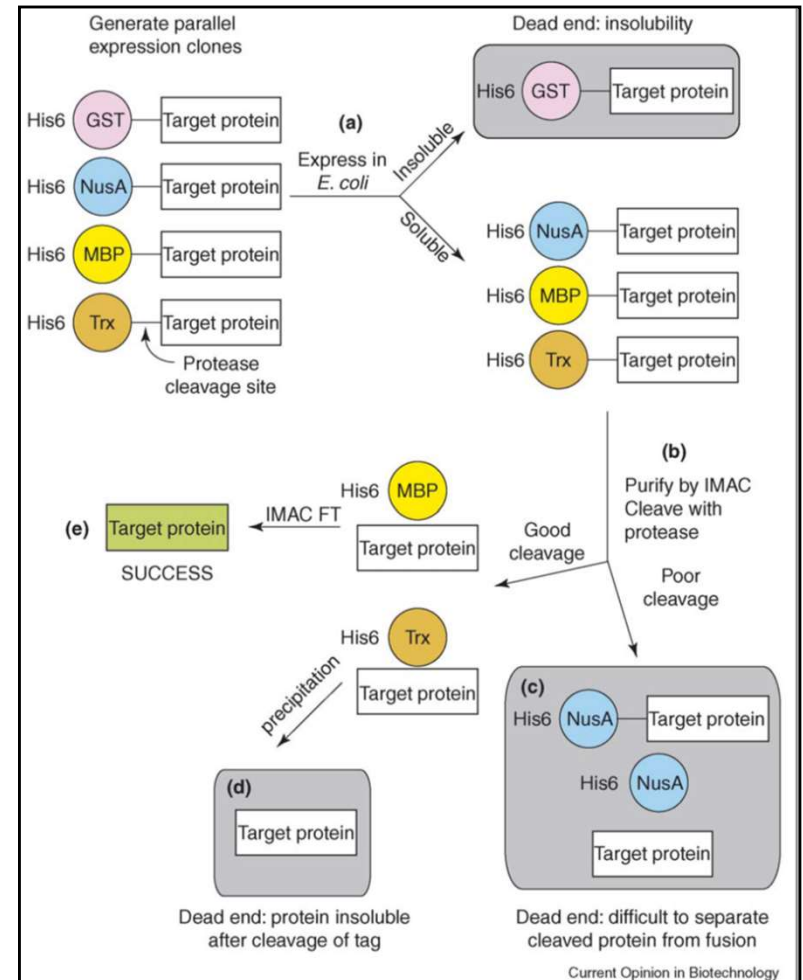 Generate parallel
expression clones
His6 GST Target protein
His6 NusA Target protein
His6 MBP Target protein
His6 Trx Target protein
Protease
cleavage site
(a)
Express in
E. coli
Insoluble
Soluble
Dead end: insolubility
His6 GST Target protein
His6 NusA Target protein
His6 MBP Target protein
His6 Trx Target protein
(b)
Purify by IMAC
Cleave with
protease
Good
cleavage
Poor
cleavage
His6 MBP
Target protein
IMAC FT
(e) Target protein
SUCCESS
His6 Trx
Target protein
precipitation
(d)
Target protein
Dead end: protein insoluble
after cleavage of tag
(c)
His6 NusA Target protein
His6 NusA
Target protein
Dead end: difficult to separate
cleaved protein from fusion
Current Opinion in Biotechnology